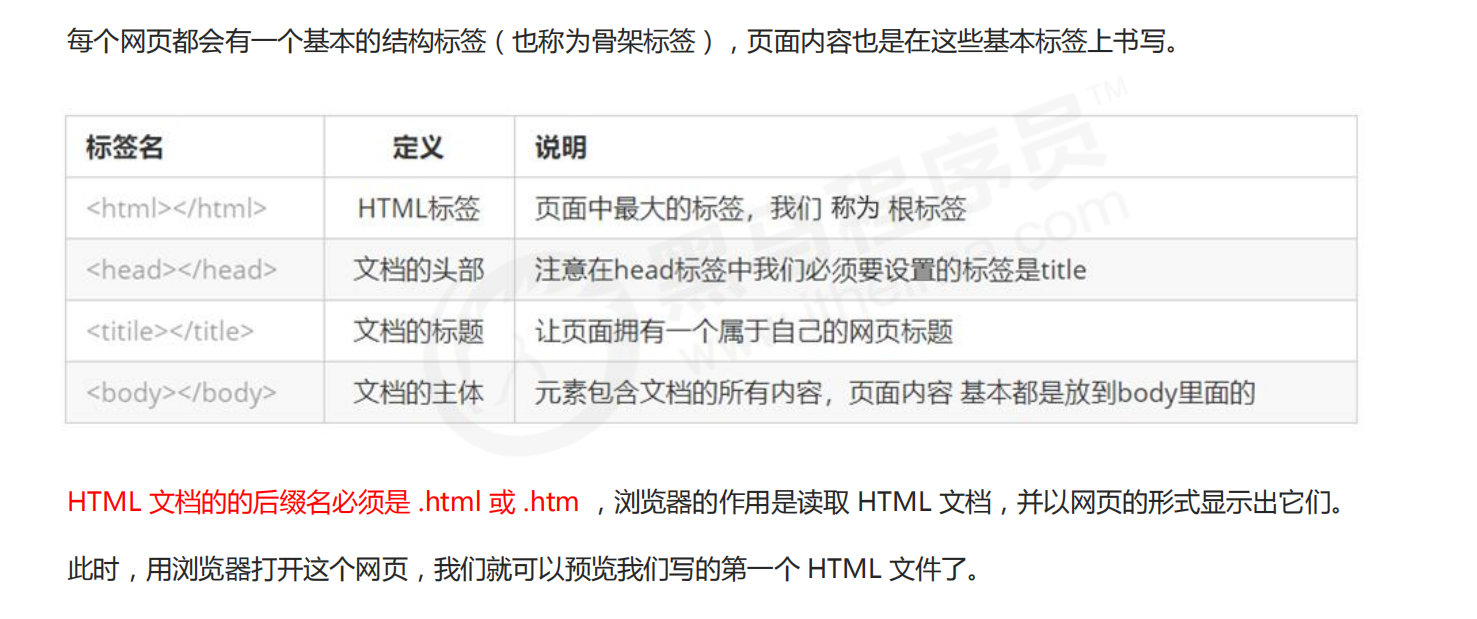 每个网页都会有一个基本的结构标签（也称为骨架标签），页面内容也是在这些基本标签上书写。
标签名 定义 说明
<html></html> HTML标签 页面中最大的标签，我们 称为 根标签
<head></head> 文档的头部 注意在head标签中我们必须要设置的标签是title
<titile></title> 文档的标题 让页面拥有一个属于自己的网页标题
<body></body> 文档的主体 元素包含文档的所有内容，页面内容 基本都是放到body里面的
黑马程序员™
www.itheima.com
HTML 文档的的后缀名必须是 .html 或 .htm ，浏览器的作用是读取 HTML 文档，并以网页的形式显示出它们。
此时，用浏览器打开这个网页，我们就可以预览我们写的第一个 HTML 文件了。